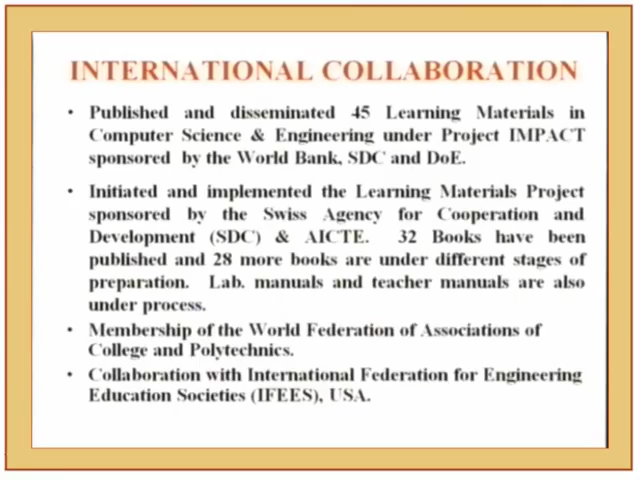 INTERNATIONAL COLLABORATION
• Published and disseminated 45 Learning Materials in
Computer Science & Engineering under Project IMPACT
sponsored by the World Bank, SDC and DoE.
• Initiated and implemented the Learning Materials Project
sponsored by the Swiss Agency for Cooperation and
Development (SDC) & AICTE. 32 Books have been
published and 28 more books are under different stages of
preparation. Lab. manuals and teacher manuals are also
under process.
• Membership of the World Federation of Associations of
College and Polytechnics.
• Collaboration with International Federation for Engineering
Education Societies (IFEES), USA.